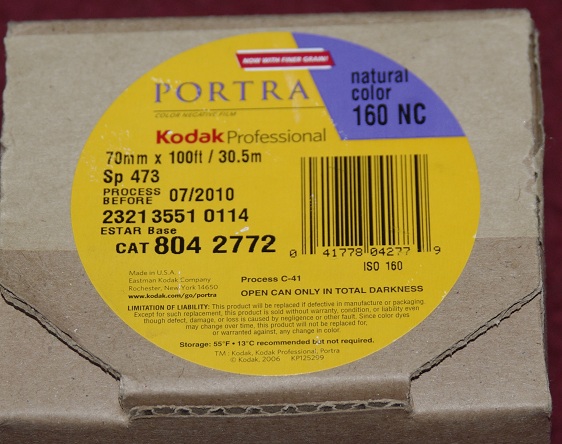 NOW WITH FINER GRAIN!
PORTRA
COLOR NEGATIVE FILM
natural
color
160 NC
Kodak Professional
70mm x 100ft / 30.5m
Sp 473
PROCESS BEFORE 07/2010
2321 3551 0114
ESTAR Base
CAT 804 2772
0 41778 04277 9
ISO 160
Made in U.S.A.
Eastman Kodak Company
Rochester, New York 14650
www.kodak.com/go/portra
Process C-41
OPEN CAN ONLY IN TOTAL DARKNESS
LIMITATION OF LIABILITY: This product will be replaced if defective in manufacture or packaging.
Except for such replacement, this product is sold without warranty, condition, or liability even
though defect, damage, or loss is caused by negligence or other fault. Since color dyes
may change over time, this product will not be replaced for,
or warranted against, any change in color.
Storage: 55°F • 13°C recommended but not required.
TM: Kodak, Kodak Professional, Portra
© Kodak, 2006 KP125259